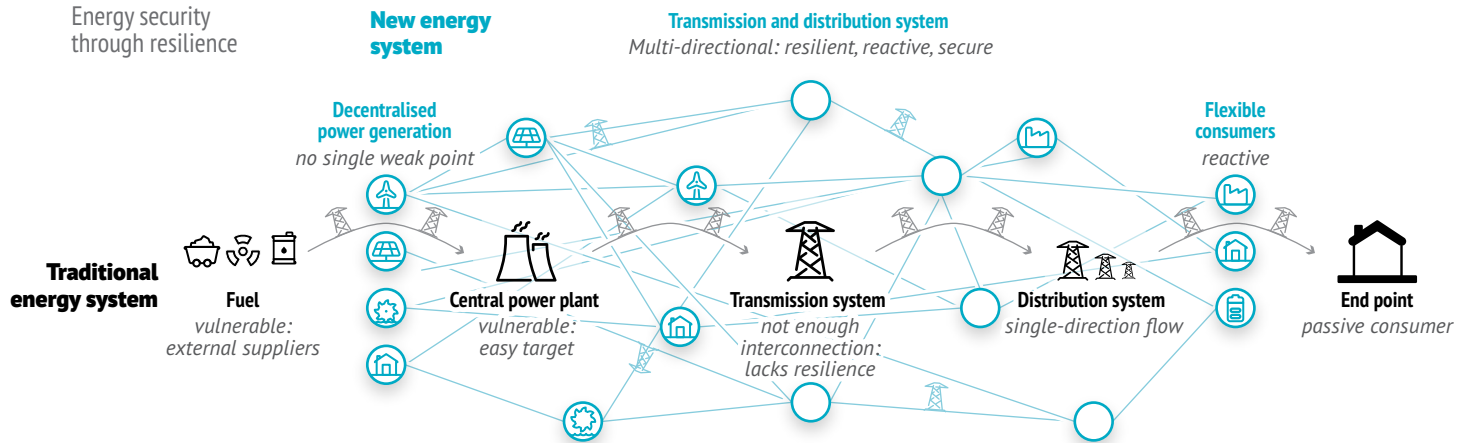 Energy security
through resilience
New energy
system
Transmission and distribution system
Multi-directional: resilient, reactive, secure
Decentralised
power generation
no single weak point
Flexible
consumers
reactive
Traditional
energy system
Fuel
vulnerable:
external suppliers
Central power plant
vulnerable:
easy target
Transmission system
not enough
interconnection:
lacks resilience
Distribution system
single-direction flow
End point
passive consumer